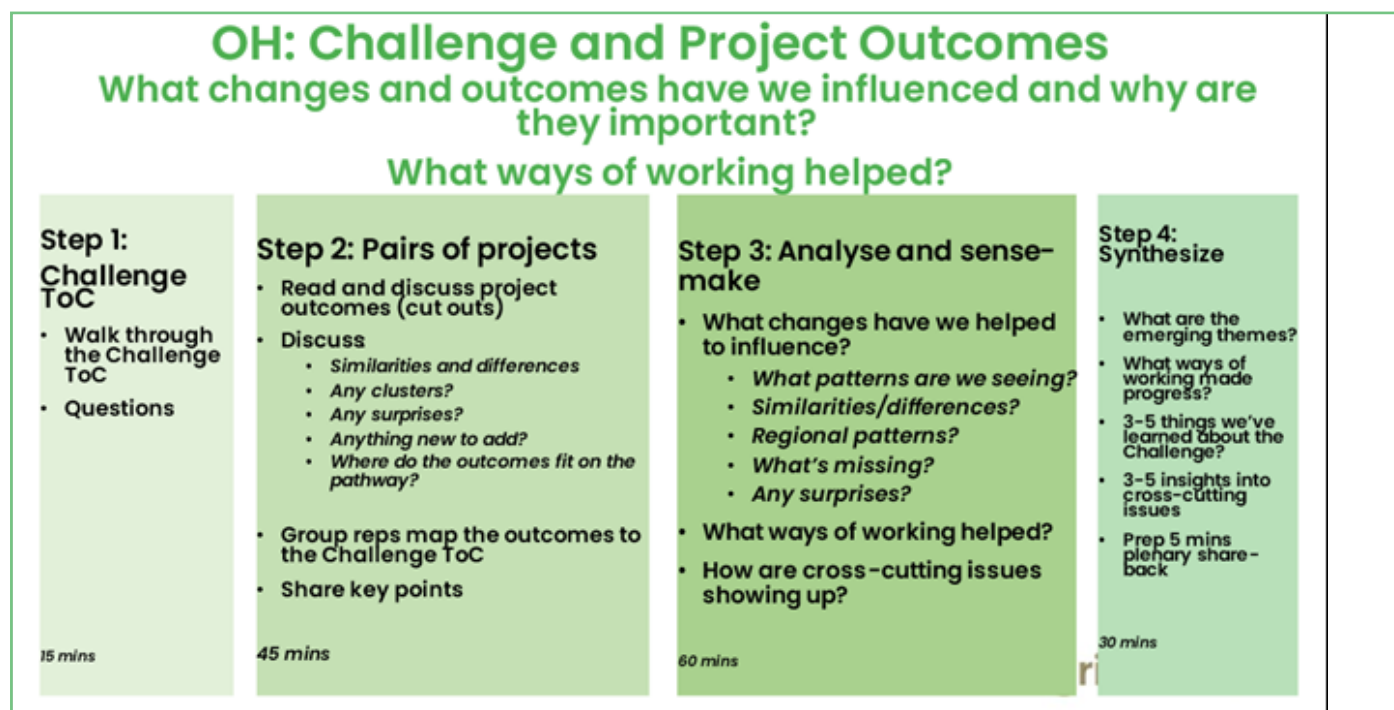 OH: Challenge and Project Outcomes
What changes and outcomes have we influenced and why are
they important?
What ways of working helped?
Step 1:
Challenge
ToC
• Walk through
the Challenge
ToC
• Questions
15 mins
Step 2: Pairs of projects
• Read and discuss project
outcomes (cut outs)
• Discuss
• Similarities and differences
• Any clusters?
• Any surprises?
• Anything new to add?
• Where do the outcomes fit on the
pathway?
• Group reps map the outcomes to
the Challenge ToC
• Share key points
45 mins
Step 3: Analyse and sense-
make
• What changes have we helped
to influence?
• What patterns are we seeing?
• Similarities/differences?
• Regional patterns?
• What's missing?
• Any surprises?
• What ways of working helped?
• How are cross-cutting issues
showing up?
60 mins
Step 4:
Synthesize
• What are the
emerging themes?
• What ways of
working made
progress?
• 3-5 things we've
learned about the
Challenge?
• 3-5 insights into
cross-cutting
issues
• Prep 5 mins
plenary share-
back
30 mins